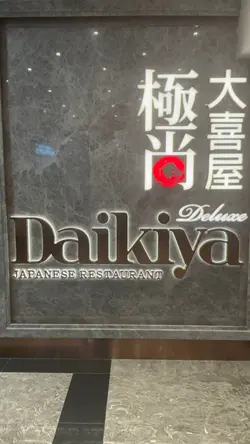 極尚
大喜屋
Deluxe
Daikiya
JAPANESE RESTAURANT